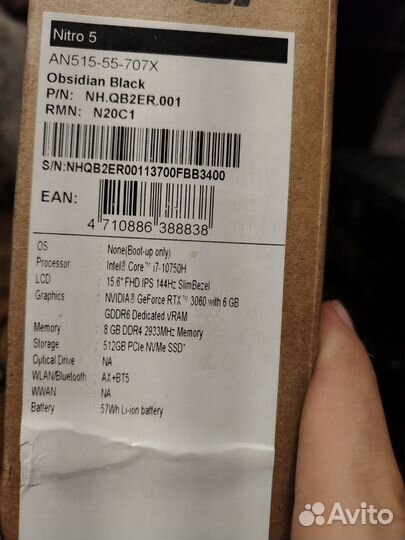 Nitro 5
AN515-55-707X
Obsidian Black
P/N: NH.QB2ER.001
RMN: N20C1
S/N:NHQB2ER00113700FBB3400
EAN:
4 710886 388838
OS : None(Boot-up only)
Processor : Intel® Core™ i7-10750H
LCD : 15.6" FHD IPS 144Hz SlimBezel
Graphics : NVIDIA® GeForce RTX™ 3060 with 6 GB
GDDR6 Dedicated vRAM
Memory : 8 GB DDR4 2933MHz Memory
Storage : 512GB PCIe NVMe SSD*
Optical Drive : NA
WLAN/Bluetooth : AX+BT5
WWAN : NA
Battery : 57Wh Li-ion battery
Avito